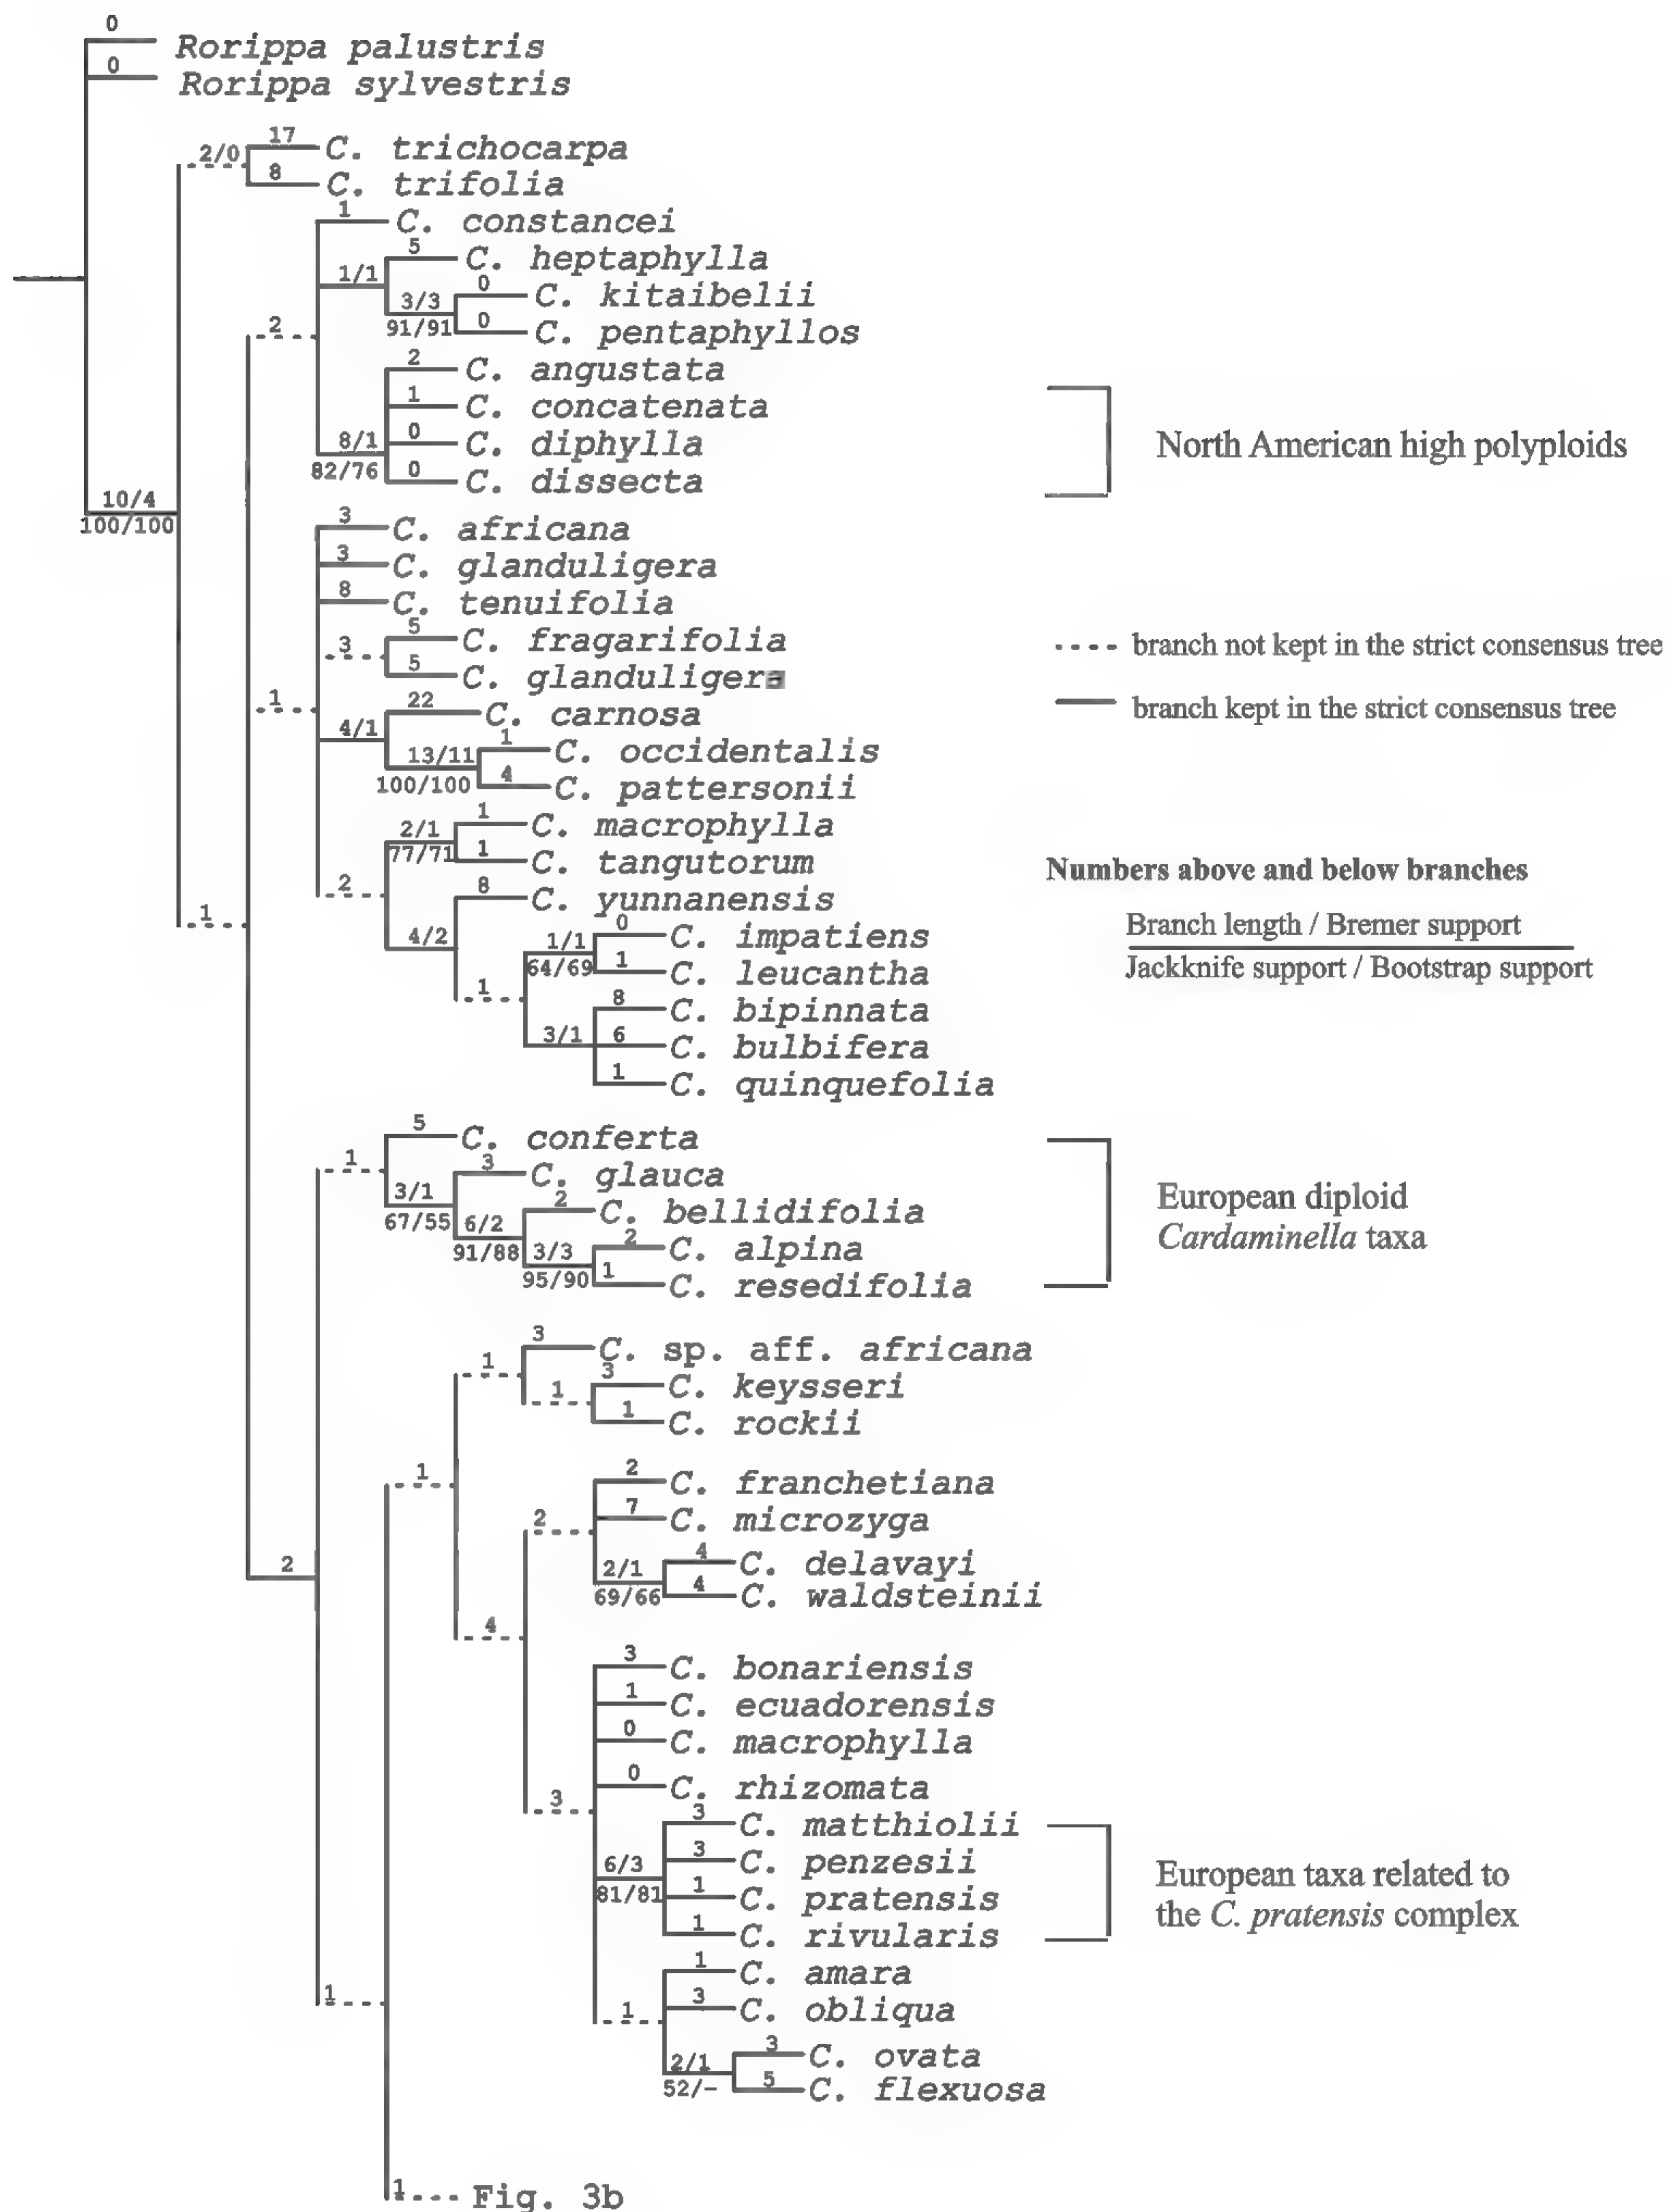 0
Rorippa palustris
0
Rorippa sylvestris
17
2/0
C. trichocarpa
8
C. trifolia
1
C. constancei
5
C. heptaphylla
1/1
0
3/3
C. kitaibelii
91/91
0
C. pentaphyllos
2
2
C. angustata
1
C. concatenata
8/1
0
C. diphylla
82/76
0
C. dissecta
North American high polyploids
10/4
100/100
3
C. africana
3
C. glanduligera
8
C. tenuifolia
5
3
C. fragarifolia
5
C. glanduligera
branch not kept in the strict consensus tree
branch kept in the strict consensus tree
1
22
4/1
C. carnosa
1
13/11
C. occidentalis
100/100
4
C. pattersonii
1
2/1
C. macrophylla
77/71
1
C. tangutorum
2
8
C. yunnanensis
Numbers above and below branches
Branch length / Bremer support
Jackknife support / Bootstrap support
1
4/2
0
1/1
C. impatiens
64/69
1
C. leucantha
1
8
C. bipinnata
3/1
6
C. bulbifera
1
C. quinquefolia
5
1
C. conferta
3
C. glauca
3/1
67/55
2
6/2
C. bellidifolia
91/88
2
3/3
C. alpina
95/90
1
C. resedifolia
European diploid
Cardaminella taxa
3
1
C. sp. aff. africana
3
1
C. keysseri
1
C. rockii
1
2
C. franchetiana
2
7
C. microzyga
2/1
4
C. delavayi
69/66
4
C. waldsteinii
2
4
3
C. bonariensis
1
C. ecuadorensis
0
C. macrophylla
0
C. rhizomata
3
3
C. matthiolii
6/3
3
C. penzesii
81/81
1
C. pratensis
1
C. rivularis
European taxa related to
the C. pratensis complex
1
1
C. amara
1
3
C. obliqua
2/1
3
C. ovata
52/-
5
C. flexuosa
1
Fig. 3b